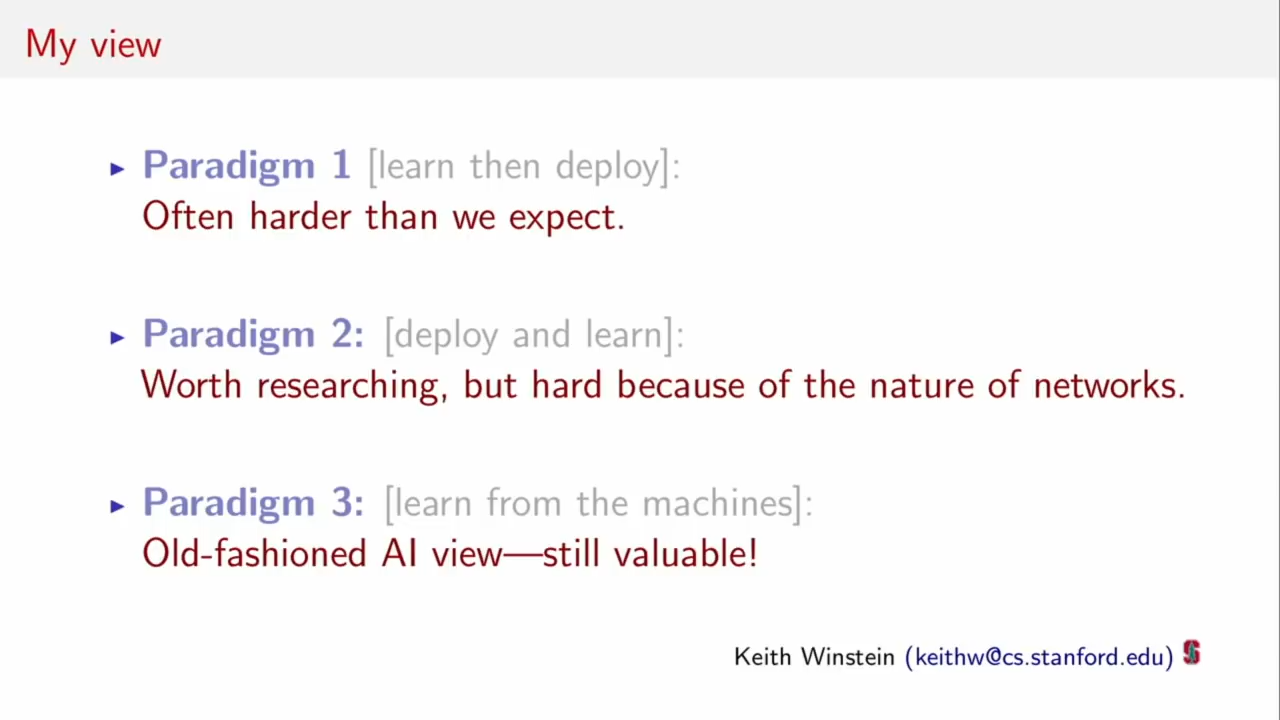 My view
▶ Paradigm 1 [learn then deploy]:
Often harder than we expect.
▶ Paradigm 2: [deploy and learn]:
Worth researching, but hard because of the nature of networks.
▶ Paradigm 3: [learn from the machines]:
Old-fashioned AI view—still valuable!
Keith Winstein (keithw@cs.stanford.edu)